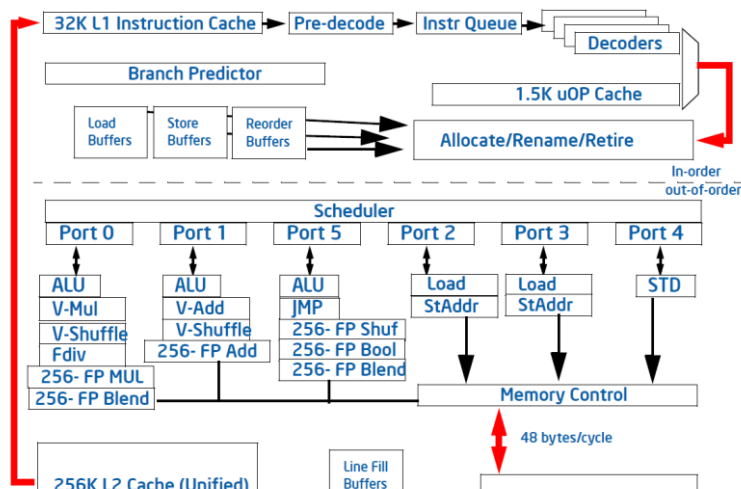 32K L1 Instruction Cache
Pre-decode
Instr Queue
Decoders
Branch Predictor
1.5K uOP Cache
Load
Buffers
Store
Buffers
Reorder
Buffers
Allocate/Rename/Retire
In-order
out-of-order
Scheduler
Port 0
Port 1
Port 5
Port 2
Port 3
Port 4
ALU
V-Mul
V-Shuffle
Fdiv
256- FP MUL
256- FP Blend
ALU
V-Add
V-Shuffle
256- FP Add
ALU
JMP
256- FP Shuf
256- FP Bool
256- FP Blend
Load
StAddr
Load
StAddr
STD
Memory Control
48 bytes/cycle
256K L2 Cache (Unified)
Line Fill
Buffers